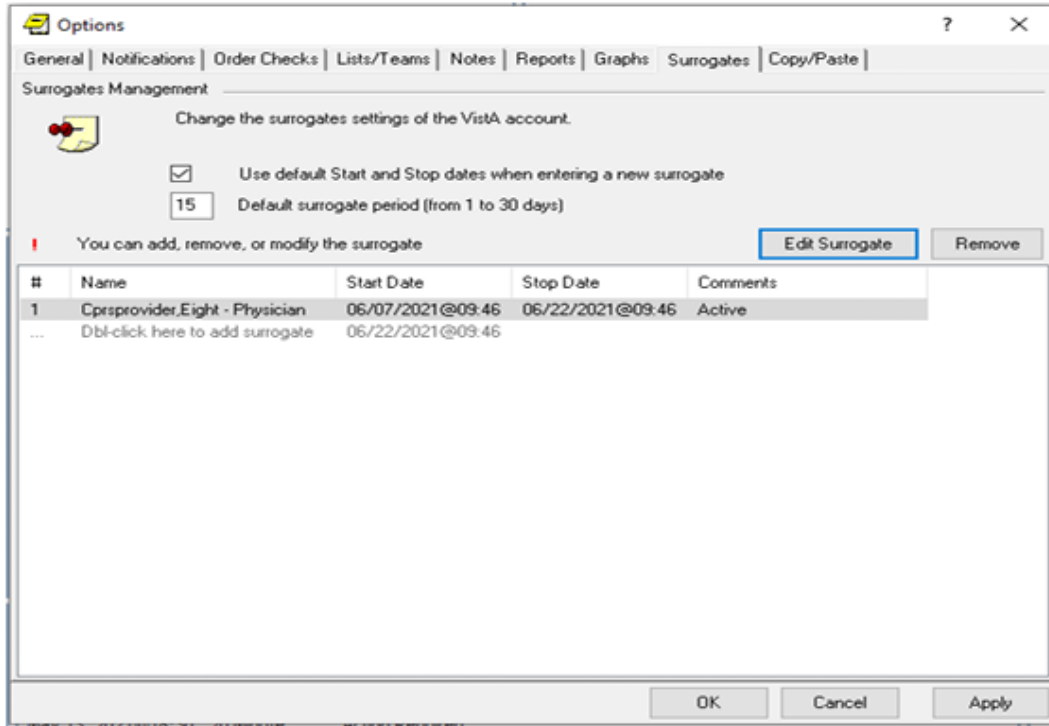 Options ? ×
General Notifications Order Checks Lists/Teams Notes Reports Graphs Surrogates Copy/Paste
Surrogates Management
Change the surrogates settings of the VistA account.
Use default Start and Stop dates when entering a new surrogate
15 Default surrogate period (from 1 to 30 days)
! You can add, remove, or modify the surrogate Edit Surrogate Remove
# Name Start Date Stop Date Comments
1 Cprsprovider,Eight - Physician 06/07/2021@09:46 06/22/2021@09:46 Active
... Dbl-click here to add surrogate 06/22/2021@09:46
OK Cancel Apply